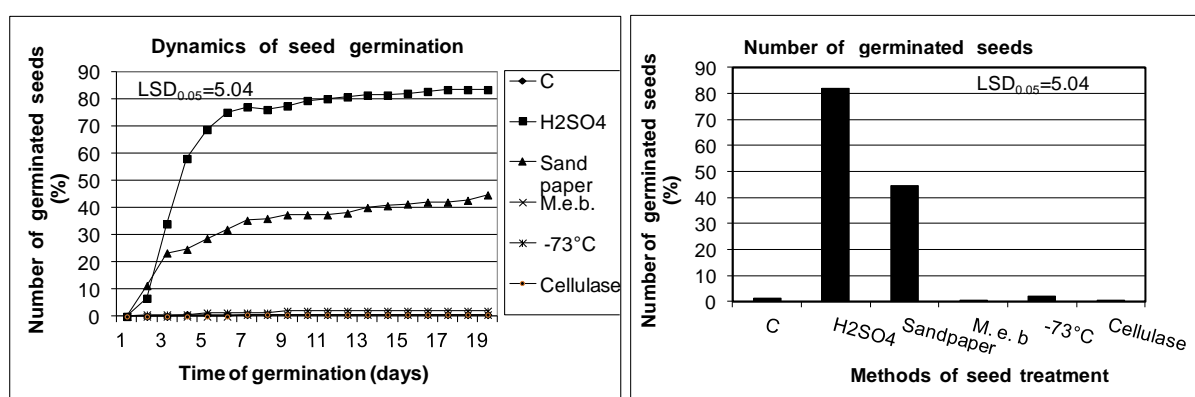 Dynamics of seed germination
Number of germinated seeds
(%)
90
80
70
60
50
40
30
20
10
0
LSD0.05=5.04
1 3 5 7 9 11 13 15 17 19
Time of germination (days)
C
H2SO4
Sand
paper
M.e.b.
-73°C
Cellulase
Number of germinated seeds
Number of germinated seeds
(%)
90
80
70
60
50
40
30
20
10
0
LSD0.05=5.04
C H2SO4 Sandpaper M. e. b -73°C Cellulase
Methods of seed treatment